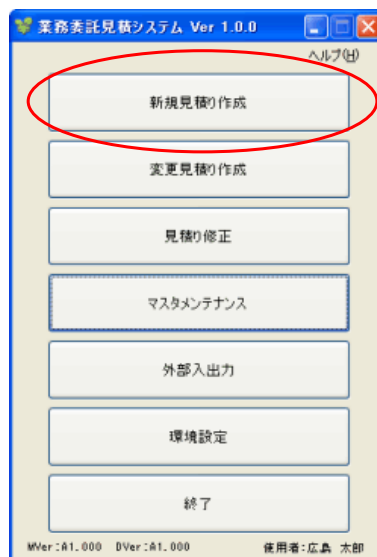 業務委託見積システム Ver 1.0.0
ヘルプ(H)
新規見積り作成
変更見積り作成
見積り修正
マスタメンテナンス
外部入出力
環境設定
終了
MVer:A1.000 DVer:A1.000 使用者:広島 太郎